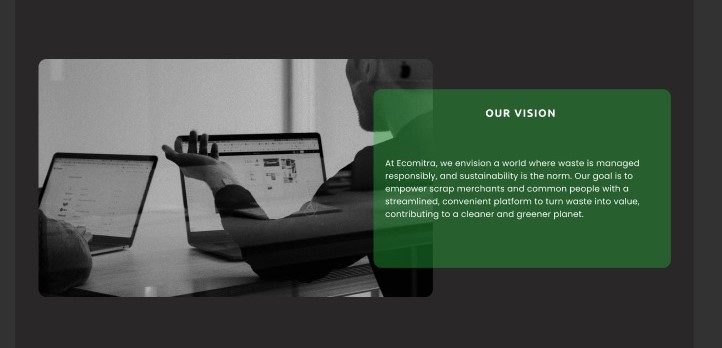 OUR VISION
At Ecomitra, we envision a world where waste is managed
responsibly, and sustainability is the norm. Our goal is to
empower scrap merchants and common people with a
streamlined, convenient platform to turn waste into value,
contributing to a cleaner and greener planet.